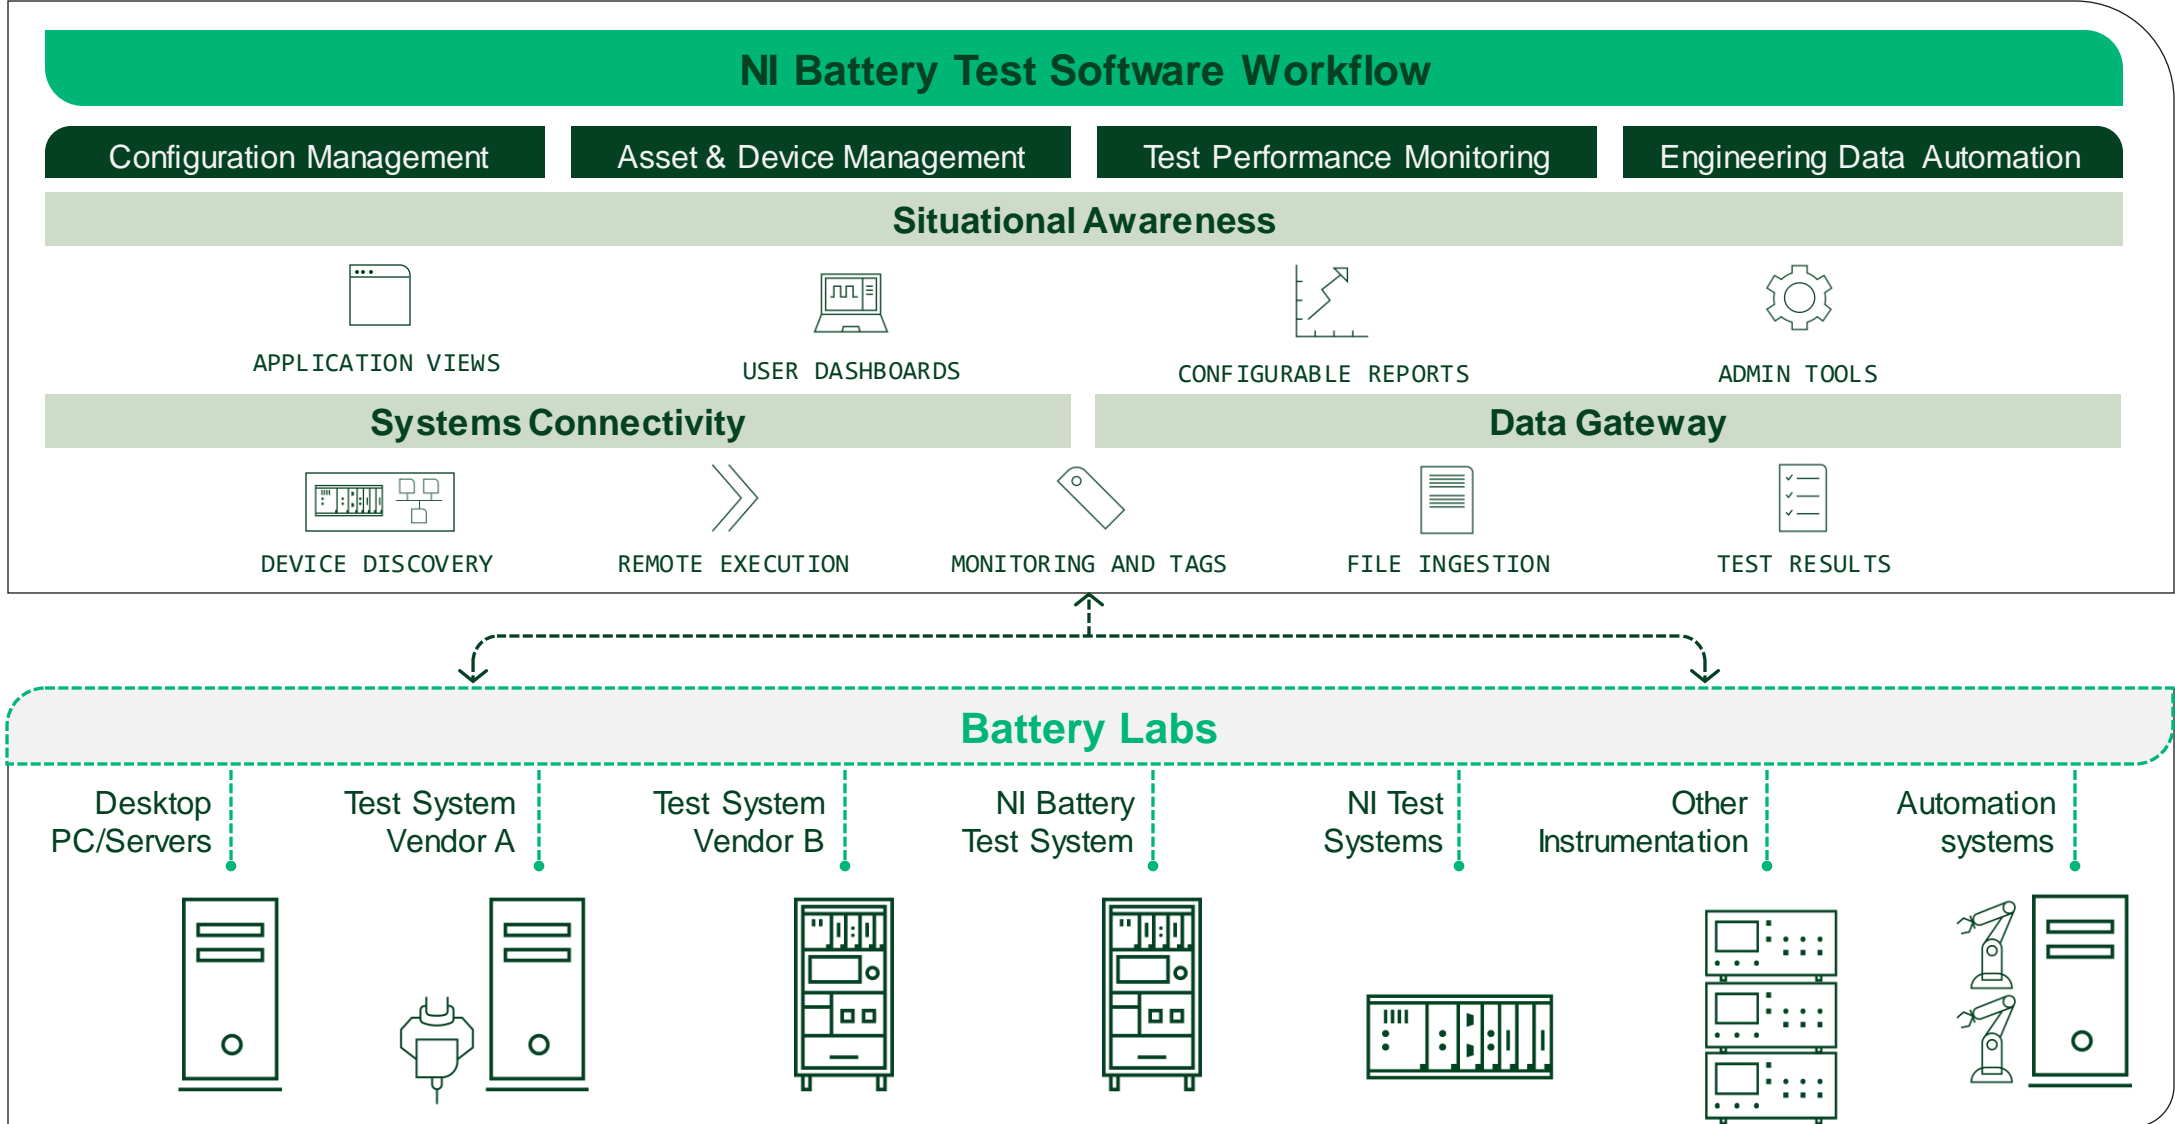 NI Battery Test Software Workflow
Configuration Management
Asset & Device Management
Test Performance Monitoring
Engineering Data Automation
Situational Awareness
APPLICATION VIEWS
USER DASHBOARDS
CONFIGURABLE REPORTS
ADMIN TOOLS
Systems Connectivity
Data Gateway
DEVICE DISCOVERY
REMOTE EXECUTION
MONITORING AND TAGS
FILE INGESTION
TEST RESULTS
Battery Labs
Desktop
PC/Servers
Test System
Vendor A
Test System
Vendor B
NI Battery
Test System
NI Test
Systems
Other
Instrumentation
Automation
systems